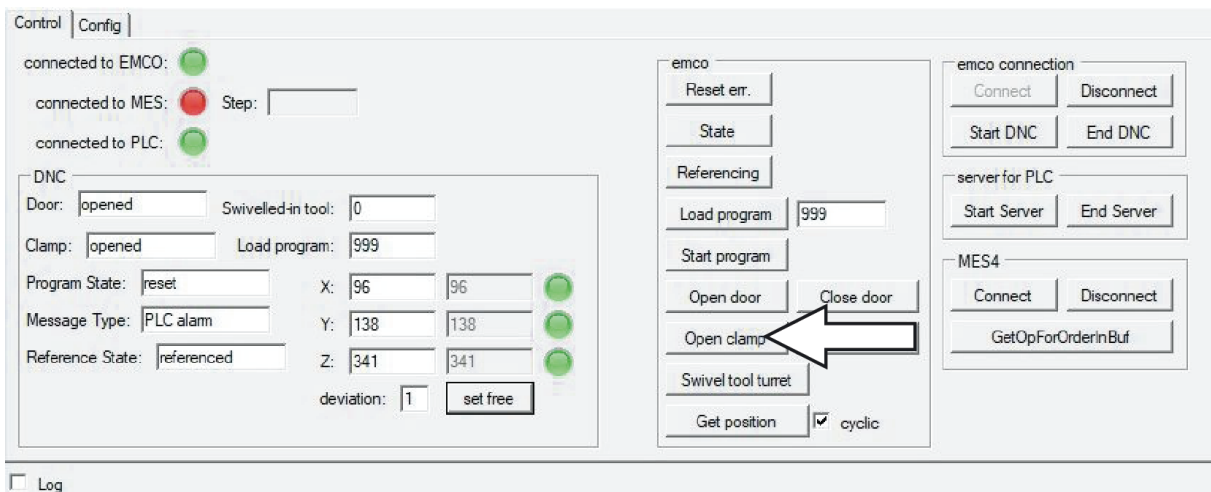 Control Config
connected to EMCO:
connected to MES: Step:
connected to PLC:
DNC
Door: opened Swivelled-in tool: 0
Clamp: opened Load program: 999
Program State: reset X: 96 96
Message Type: PLC alarm Y: 138 138
Reference State: referenced Z: 341 341
deviation: 1 set free
emco
Reset err.
State
Referencing
Load program 999
Start program
Open door Close door
Open clamp
Swivel tool turret
Get position cyclic
emco connection
Connect Disconnect
Start DNC End DNC
server for PLC
Start Server End Server
MES4
Connect Disconnect
GetOpForOrderInBuf
Log